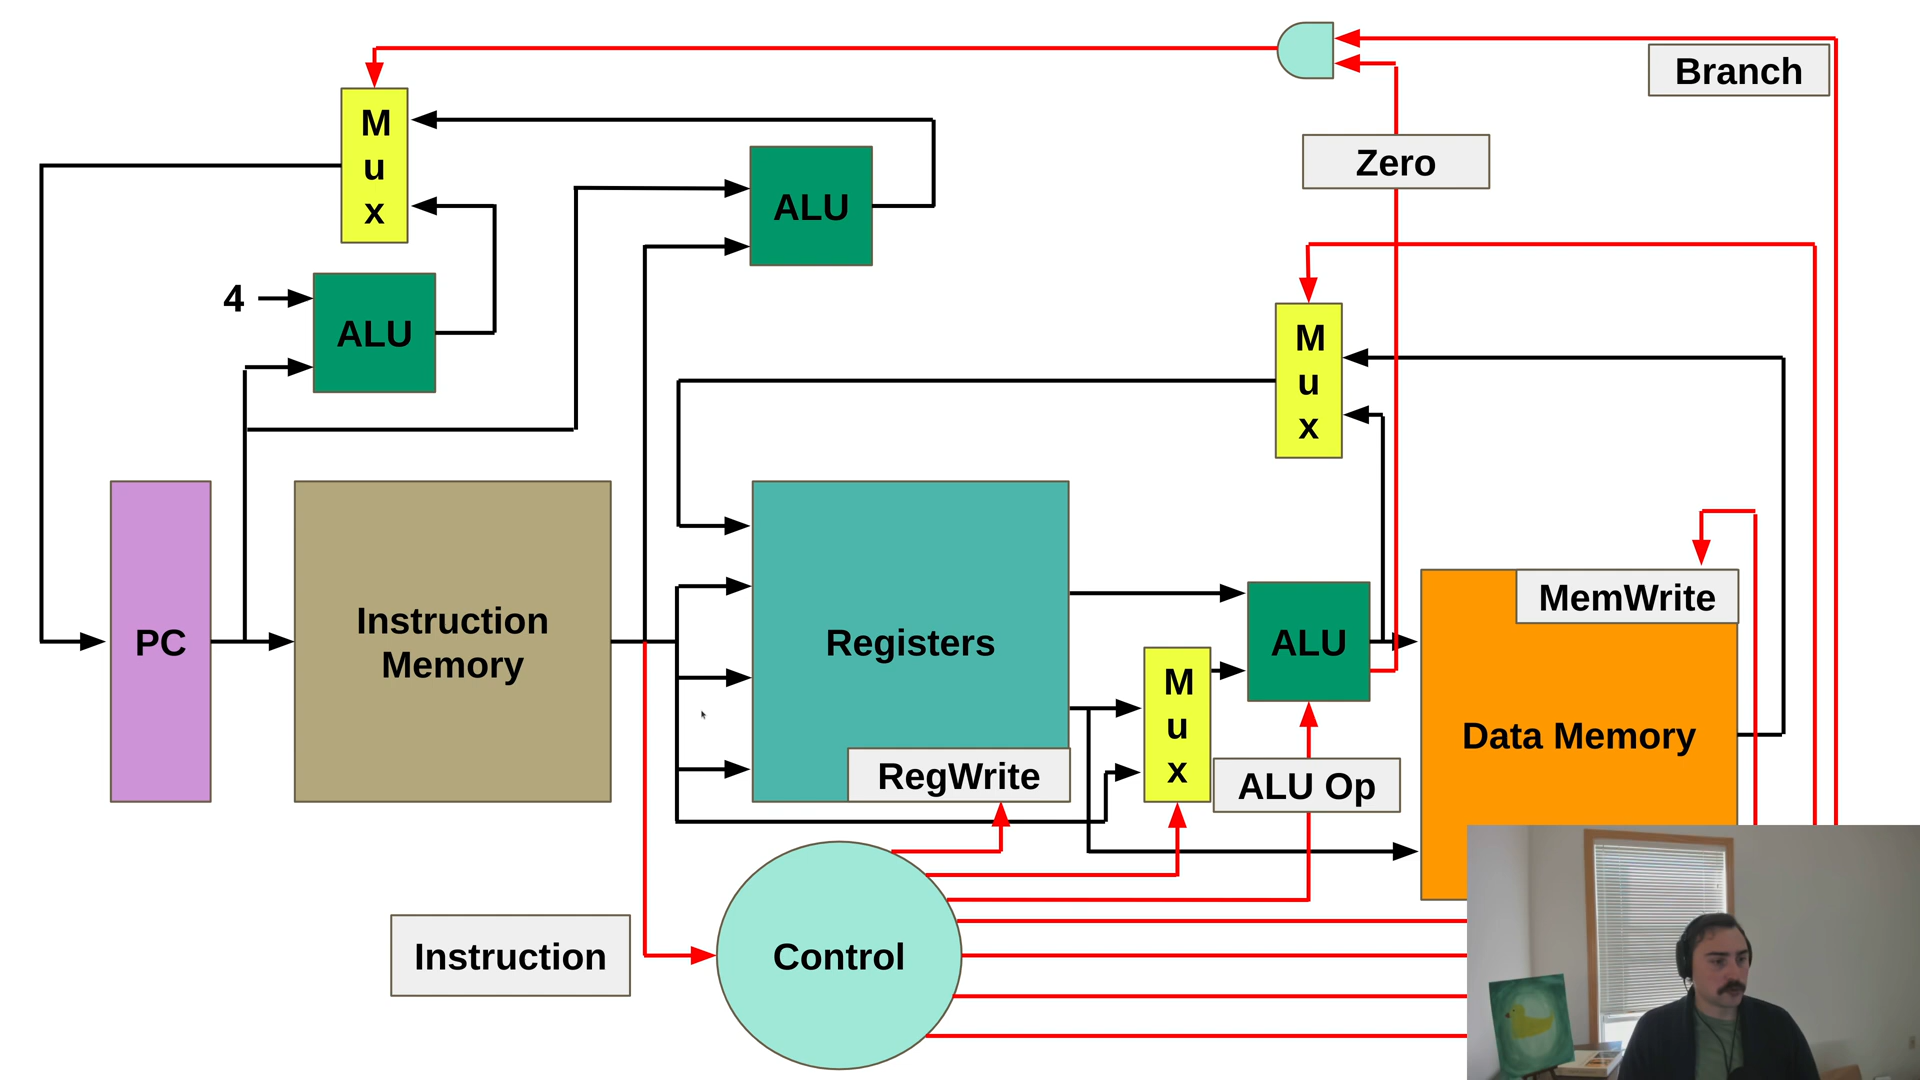 Branch
M
u
x
Zero
ALU
4
ALU
M
u
x
PC
Instruction
Memory
Registers
RegWrite
M
u
x
ALU
ALU Op
MemWrite
Data Memory
Instruction
Control